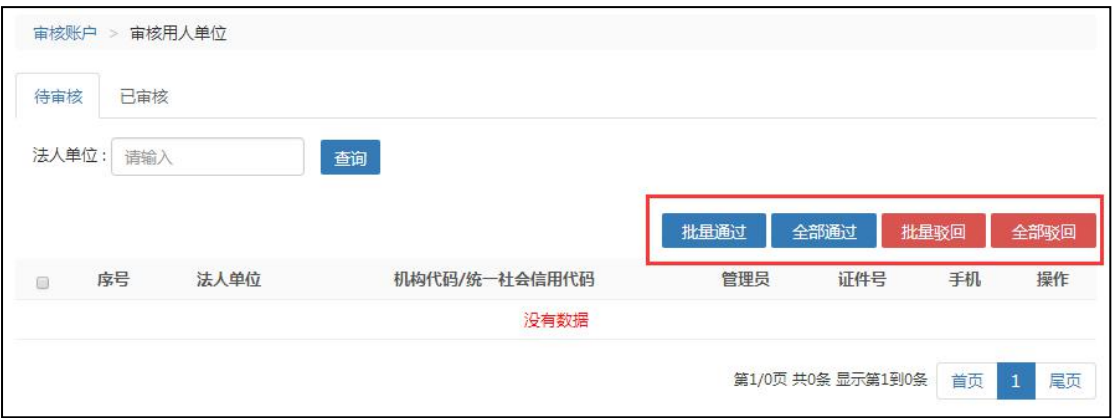 审核账户 > 审核用人单位
待审核 已审核
法人单位： 请输入 查询
批量通过 全部通过 批量驳回 全部驳回
序号 法人单位 机构代码/统一社会信用代码 管理员 证件号 手机 操作
没有数据
第1/0页 共0条 显示第1到0条 首页 1 尾页